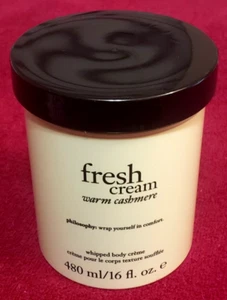 fresh
cream
warm cashmere
philosophy: wrap yourself in comfort.
whipped body crème
crème pour le corps texture soufflée
480 ml/16 fl. oz. e